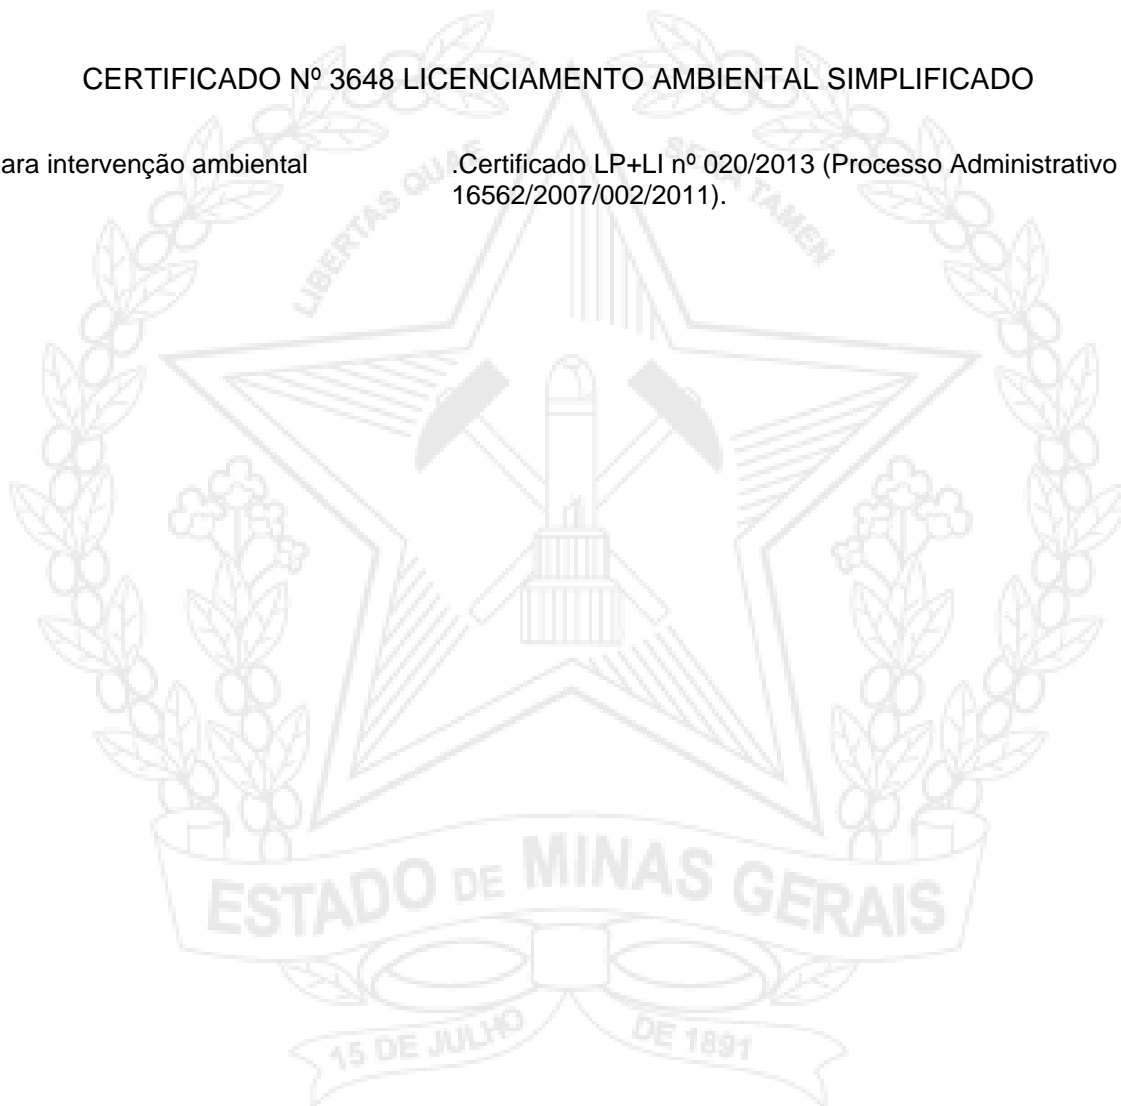 CERTIFICADO Nº 3648 LICENCIAMENTO AMBIENTAL SIMPLIFICADO
ara intervenção ambiental .Certificado LP+LI nº 020/2013 (Processo Administrativo
16562/2007/002/2011).
LIBERTAS QUAE SERA TAMEN
ESTADO DE MINAS GERAIS
15 DE JULHO DE 1891